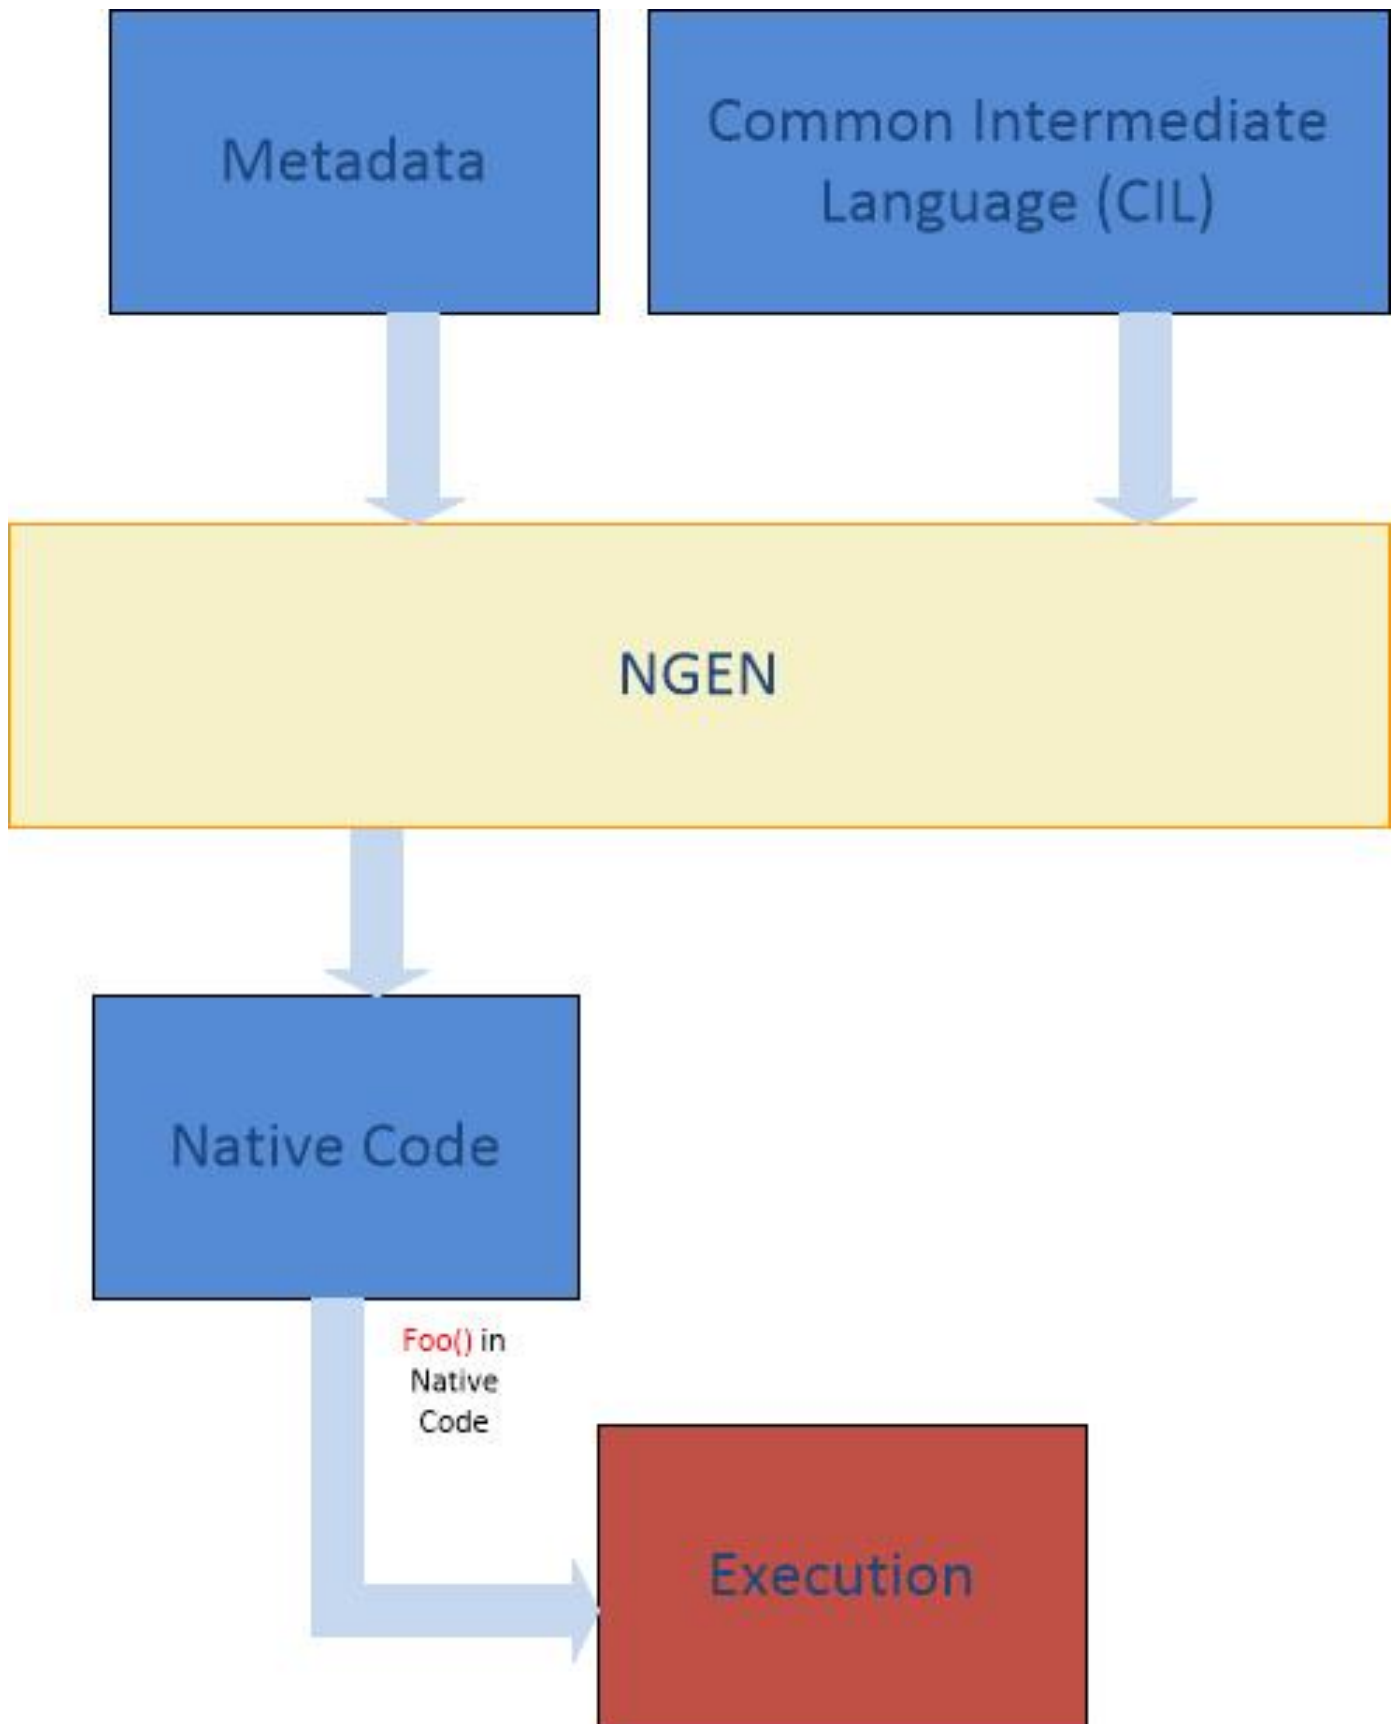 Metadata
Common Intermediate
Language (CIL)
NGEN
Native Code
Foo() in
Native
Code
Execution